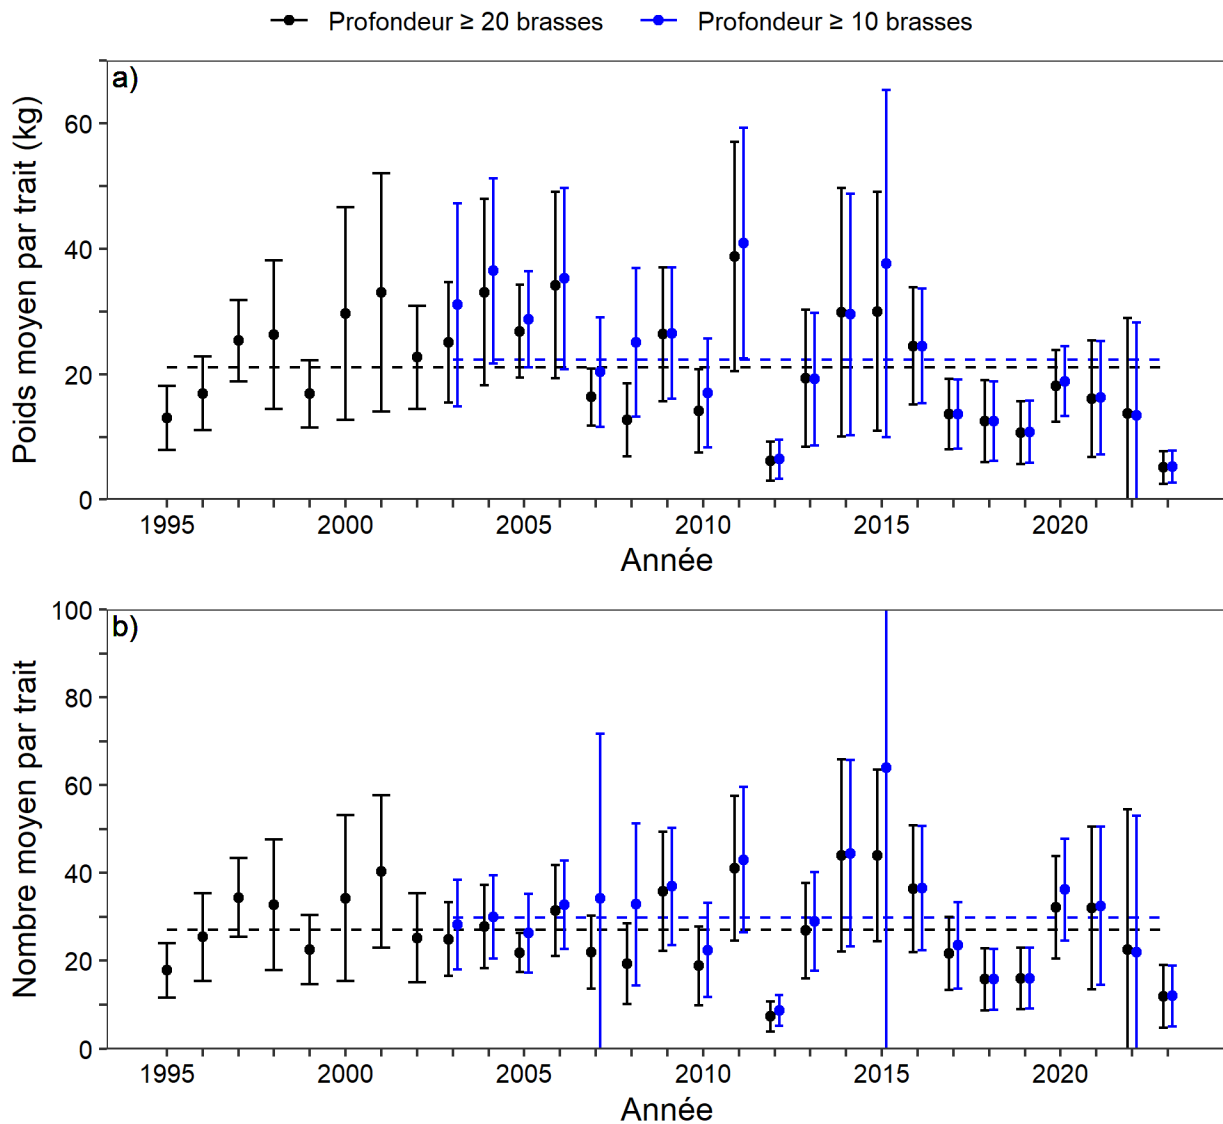 Profondeur ≥ 20 brasses Profondeur ≥ 10 brasses
a)
Poids moyen par trait (kg)
60
40
20
0
1995 2000 2005 2010 2015 2020
Année
b)
Nombre moyen par trait
100
80
60
40
20
0
1995 2000 2005 2010 2015 2020
Année